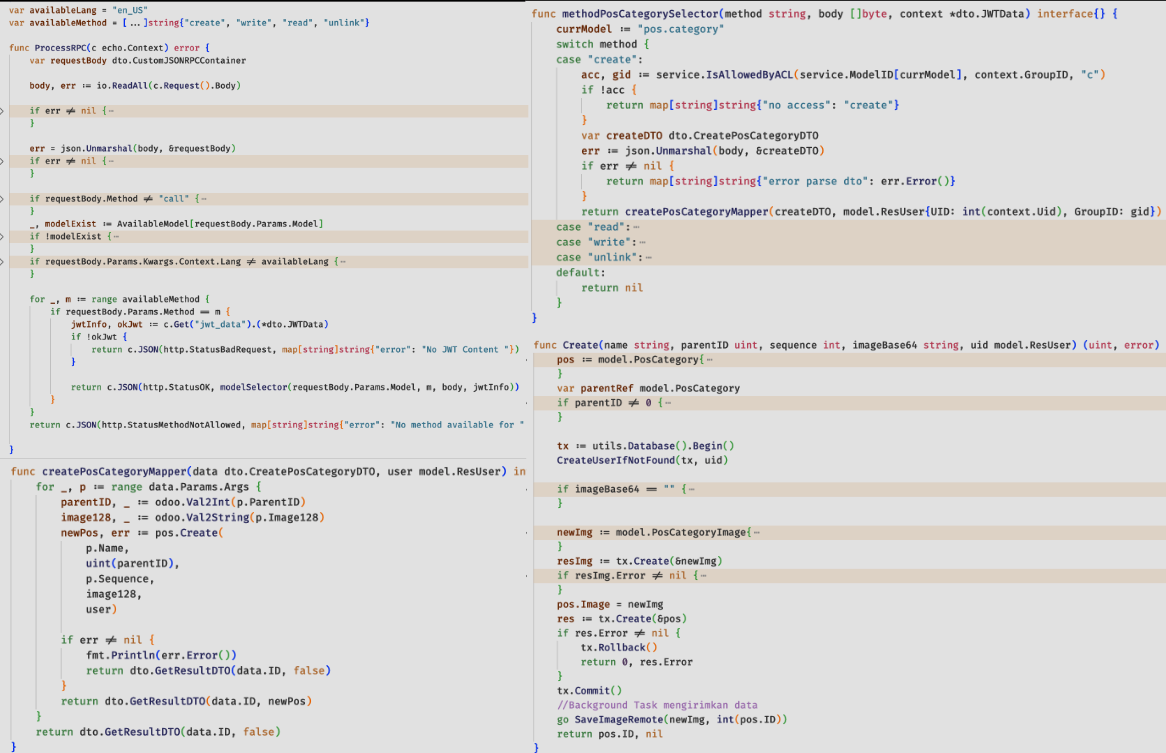 var availableLang = "en_US"
var availableMethod = [...]string{"create", "write", "read", "unlink"}
func ProcessRPC(c echo.Context) error {
var requestBody dto.CustomJSONRPCContainer
body, err := io.ReadAll(c.Request().Body)
if err ≠ nil {⋯
}
err = json.Unmarshal(body, &requestBody)
if err ≠ nil {⋯
}
if requestBody.Method ≠ "call" {⋯
}
_, modelExist := AvailableModel[requestBody.Params.Model]
if !modelExist {⋯
}
if requestBody.Params.Kwargs.Context.Lang ≠ availableLang {⋯
}
for _, m := range availableMethod {
if requestBody.Params.Method == m {
jwtInfo, okJwt := c.Get("jwt_data").(*dto.JWTData)
if !okJwt {
return c.JSON(http.StatusBadRequest, map[string]string{"error": "No JWT Content "})
}
return c.JSON(http.StatusOK, modelSelector(requestBody.Params.Model, m, body, jwtInfo))
}
}
return c.JSON(http.StatusMethodNotAllowed, map[string]string{"error": "No method available for "
}
func createPosCategoryMapper(data dto.CreatePosCategoryDTO, user model.ResUser) in
for _, p := range data.Params.Args {
parentID, _ := odoo.Val2Int(p.ParentID)
image128, _ := odoo.Val2String(p.Image128)
newPos, err := pos.Create(
p.Name,
uint(parentID),
p.Sequence,
image128,
user)
if err ≠ nil {
fmt.Println(err.Error())
return dto.GetResultDTO(data.ID, false)
}
return dto.GetResultDTO(data.ID, newPos)
}
return dto.GetResultDTO(data.ID, false)
}
func methodPosCategorySelector(method string, body []byte, context *dto.JWTData) interface{} {
currModel := "pos.category"
switch method {
case "create":
acc, gid := service.IsAllowedByACL(service.ModelID[currModel], context.GroupID, "c")
if !acc {
return map[string]string{"no access": "create"}
}
var createDTO dto.CreatePosCategoryDTO
err := json.Unmarshal(body, &createDTO)
if err ≠ nil {
return map[string]string{"error parse dto": err.Error()}
}
return createPosCategoryMapper(createDTO, model.ResUser{UID: int(context.Uid), GroupID: gid})
case "read":⋯
case "write":⋯
case "unlink":⋯
default:
return nil
}
}
func Create(name string, parentID uint, sequence int, imageBase64 string, uid model.ResUser) (uint, error)
pos := model.PosCategory{⋯
}
var parentRef model.PosCategory
if parentID ≠ 0 {⋯
}
tx := utils.Database().Begin()
CreateUserIfNotFound(tx, uid)
if imageBase64 == "" {⋯
}
newImg := model.PosCategoryImage{⋯
}
resImg := tx.Create(&newImg)
if resImg.Error ≠ nil {⋯
}
pos.Image = newImg
res := tx.Create(&pos)
if res.Error ≠ nil {
tx.Rollback()
return 0, res.Error
}
tx.Commit()
//Background Task mengirimkan data
go SaveImageRemote(newImg, int(pos.ID))
return pos.ID, nil
}